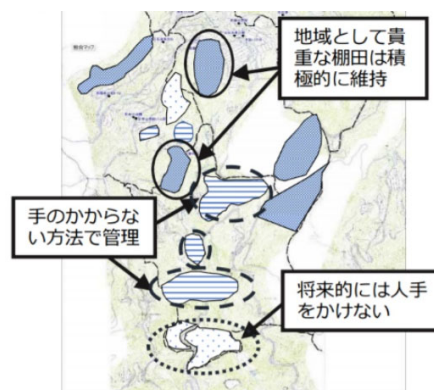 地域として貴
重な棚田は積
極的に維持
手のかからな
い方法で管理
将来的には人手
をかけない